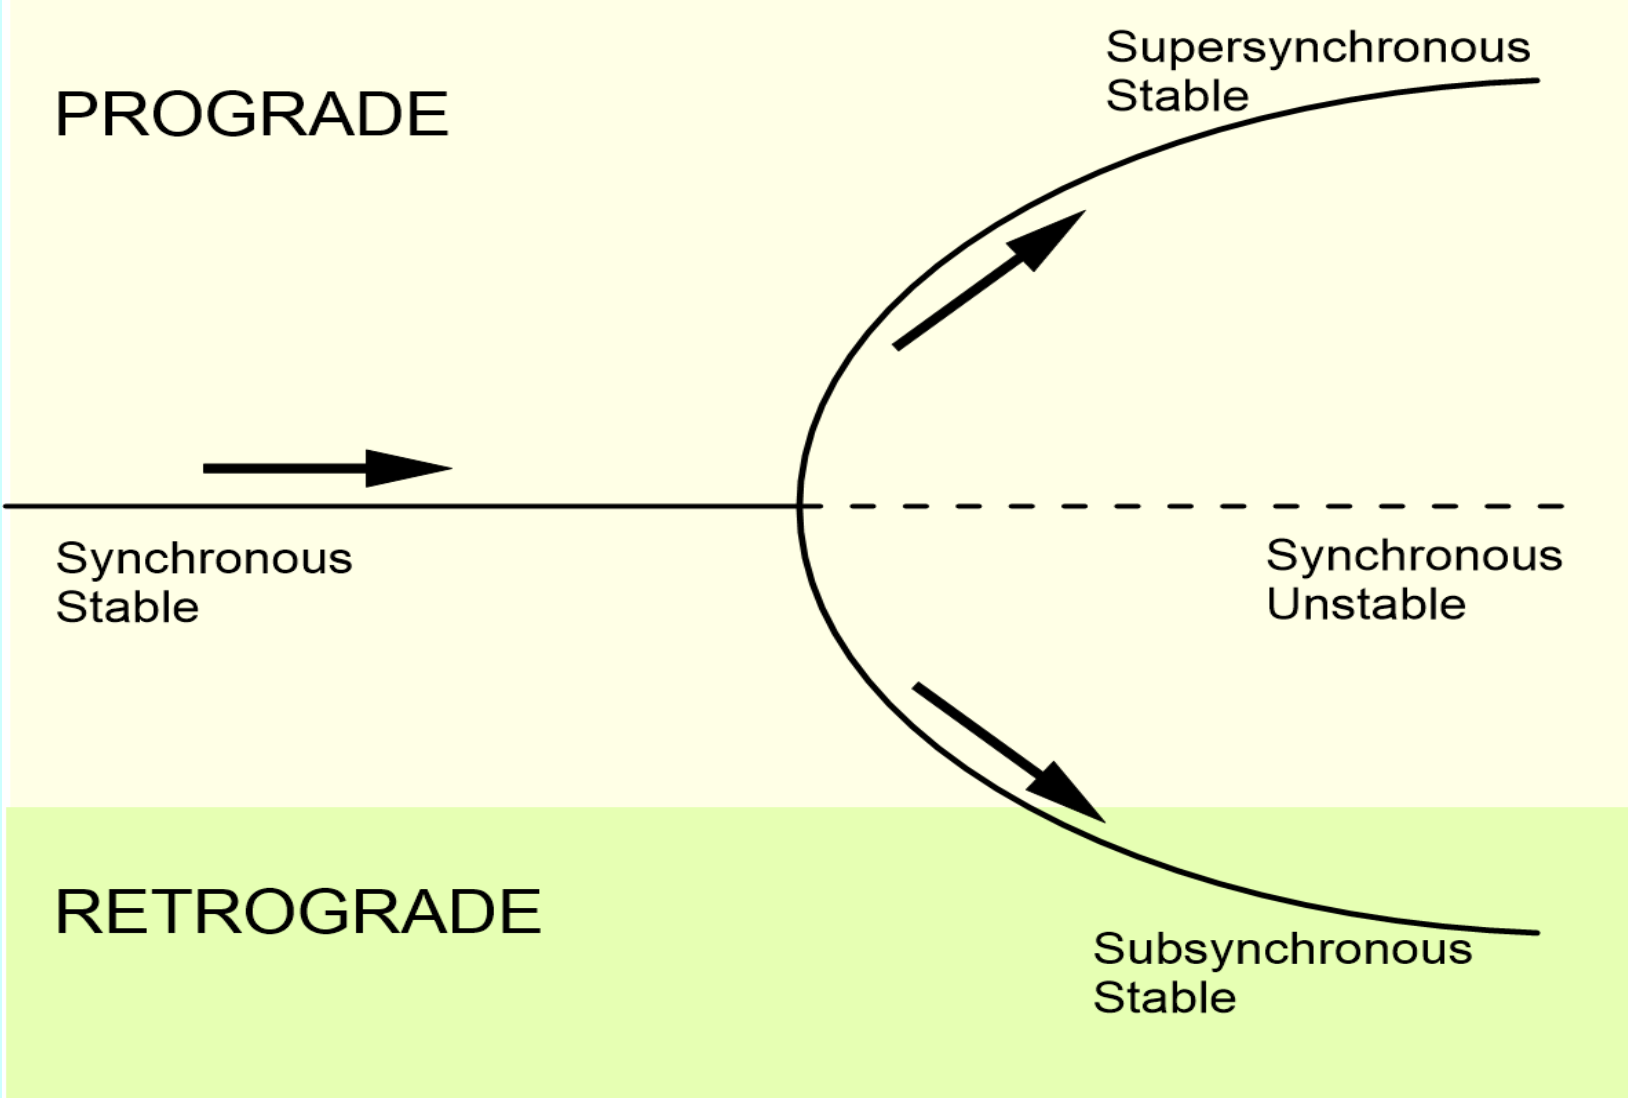 Supersynchronous
Stable
PROGRADE
Synchronous
Stable
Synchronous
Unstable
RETROGRADE
Subsynchronous
Stable